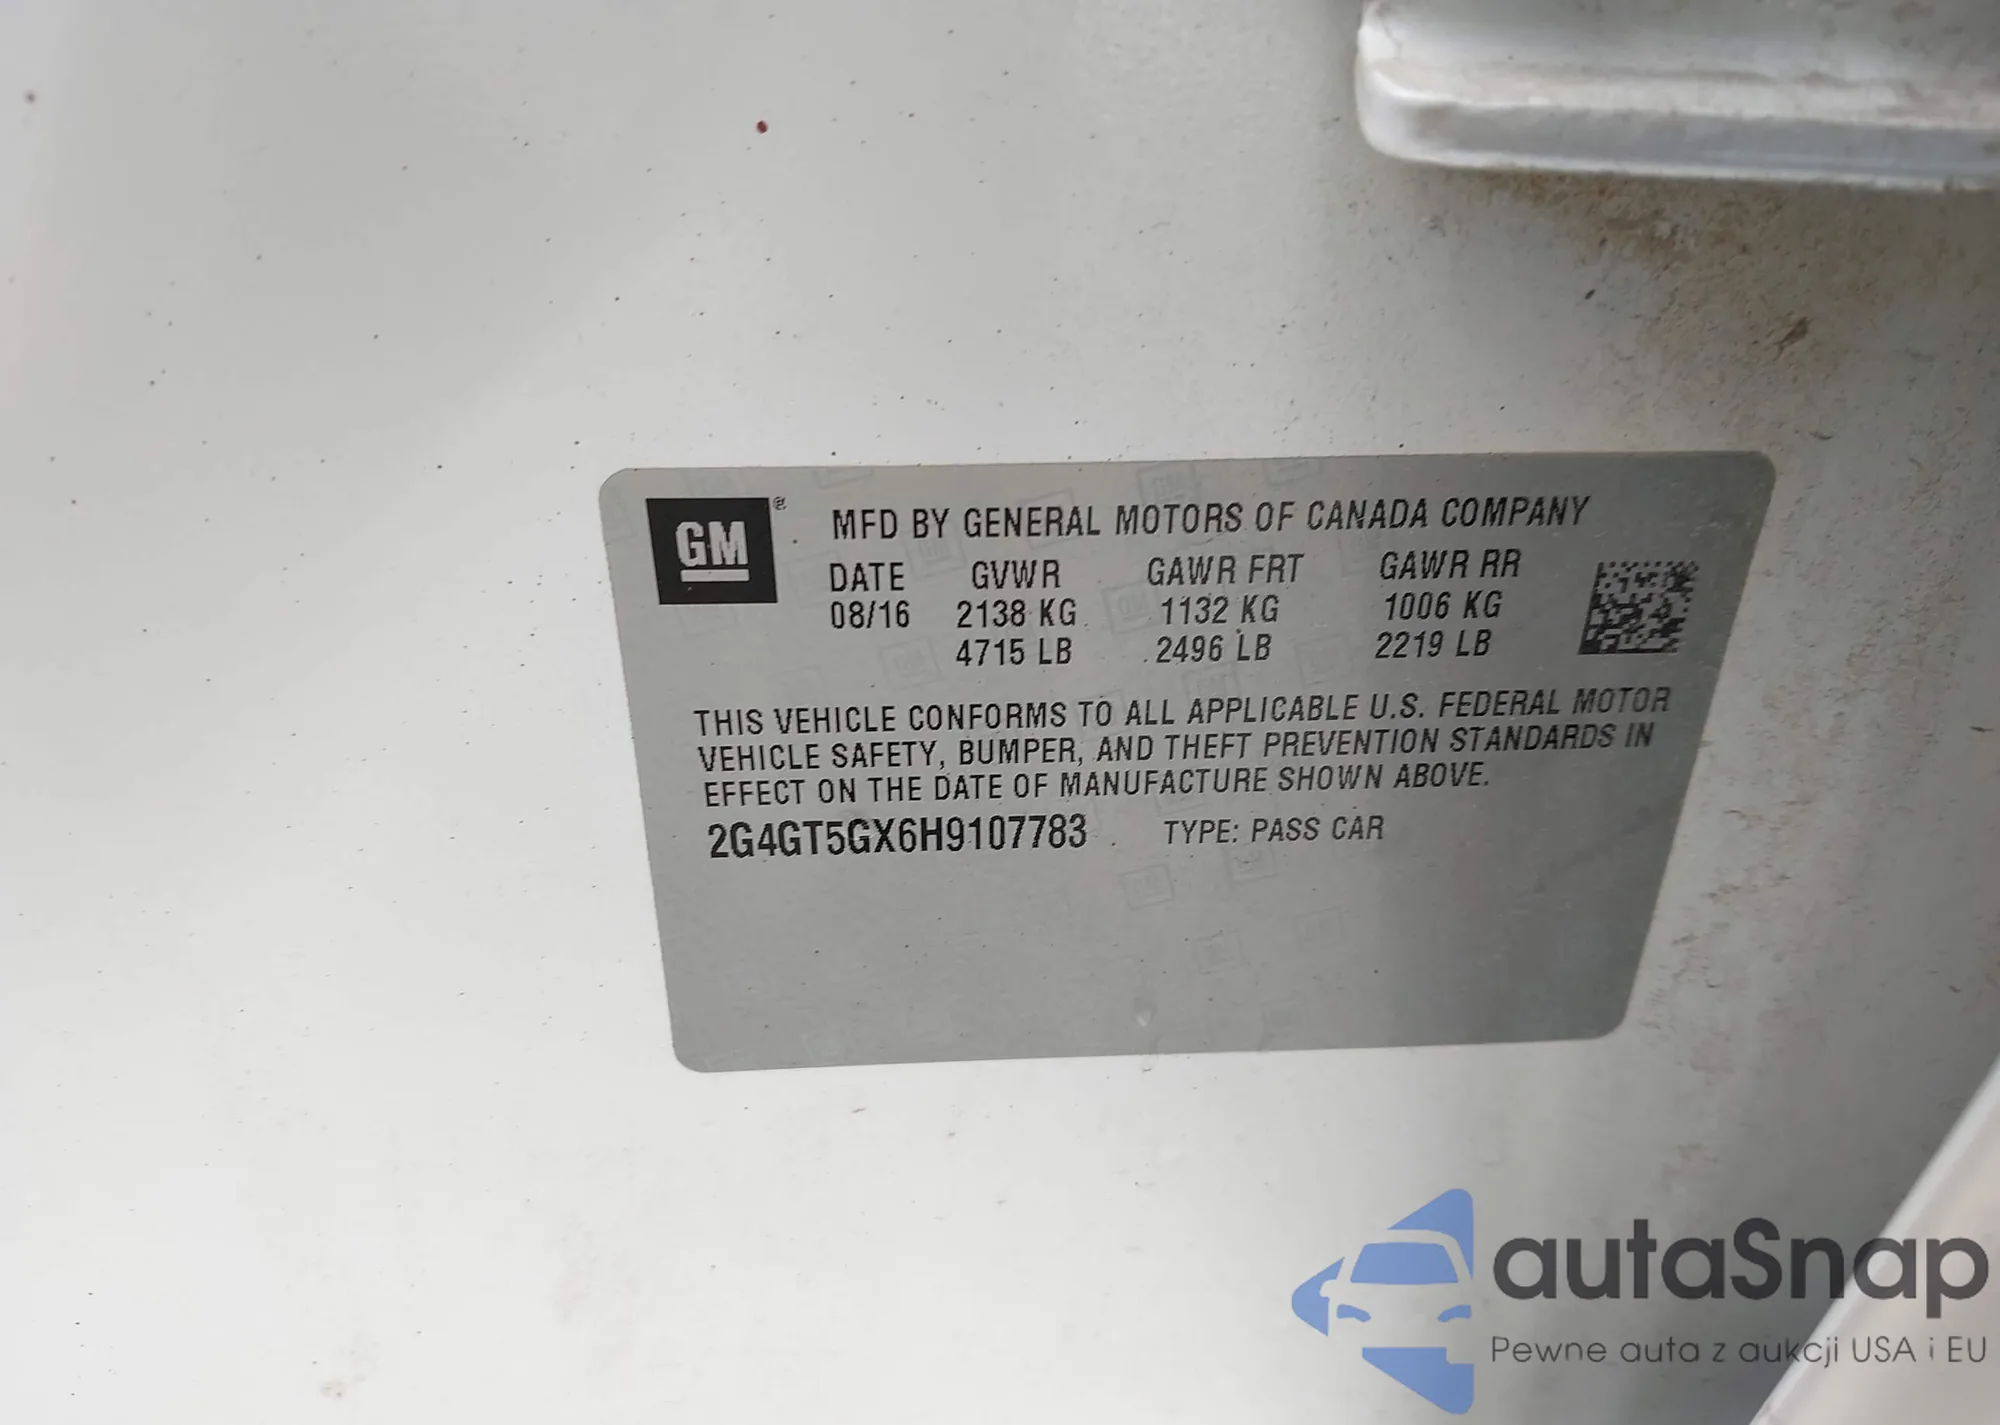 GM ® MFD BY GENERAL MOTORS OF CANADA COMPANY
DATE GVWR GAWR FRT GAWR RR
08/16 2138 KG 1132 KG 1006 KG
4715 LB 2496 LB 2219 LB
THIS VEHICLE CONFORMS TO ALL APPLICABLE U.S. FEDERAL MOTOR
VEHICLE SAFETY, BUMPER, AND THEFT PREVENTION STANDARDS IN
EFFECT ON THE DATE OF MANUFACTURE SHOWN ABOVE.
2G4GT5GX6H9107783 TYPE: PASS CAR
autaSnap
Pewne auta z aukcji USA i EU